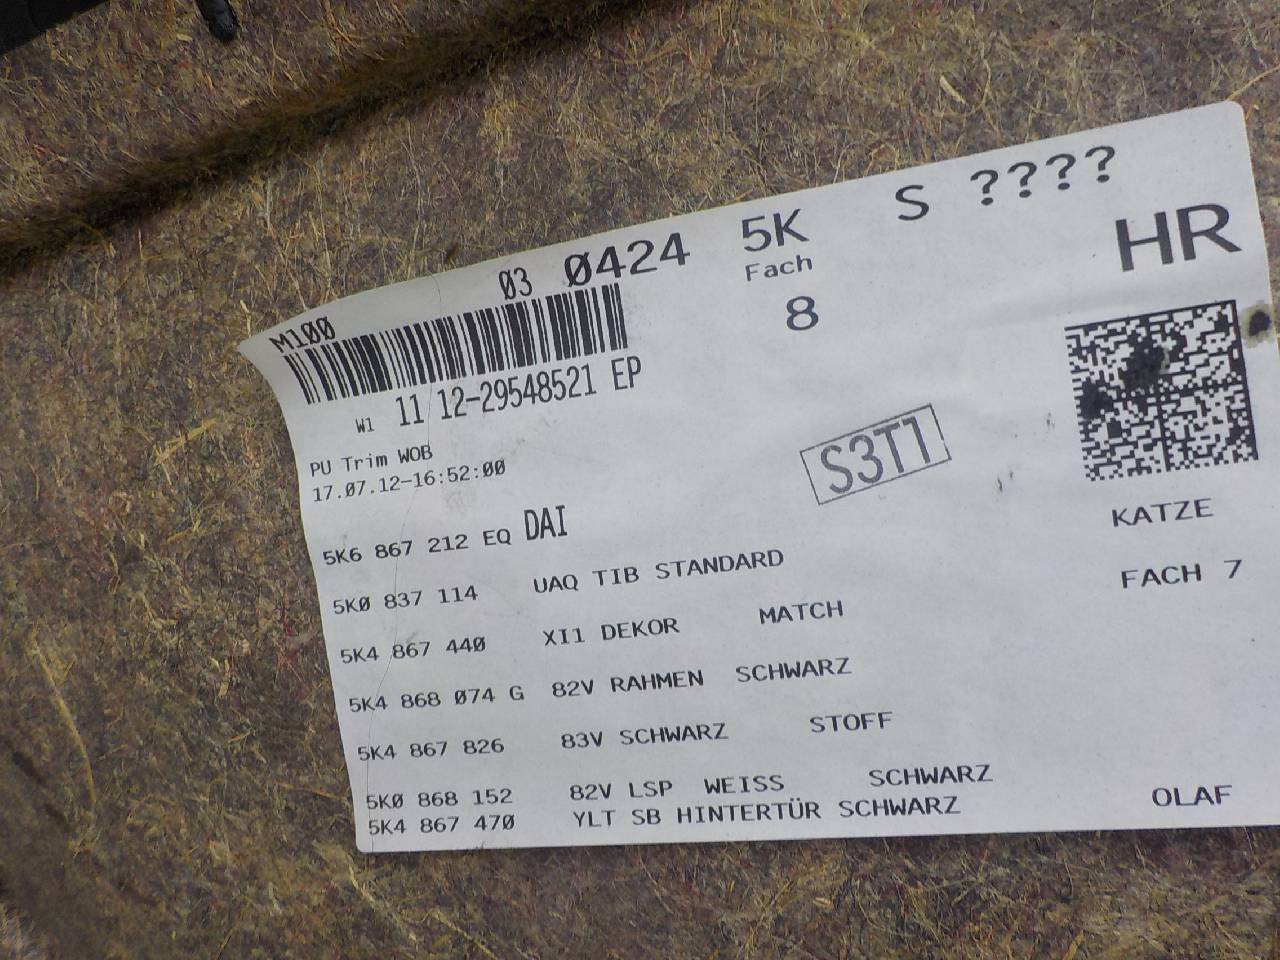 M100 03 0424 5K S ????
Fach
HR
8
W1 11 12-29548521 EP
PU Trim WOB
17.07.12-16:52:00
S3T1
5K6 867 212 EQ DAI
KATZE
5K0 837 114 UAQ TIB STANDARD
FACH 7
5K4 867 440 XI1 DEKOR MATCH
5K4 868 074 G 82V RAHMEN SCHWARZ
5K4 867 826 83V SCHWARZ STOFF
5K0 868 152 82V LSP WEISS SCHWARZ
5K4 867 470 YLT SB HINTERTÜR SCHWARZ
OLAF